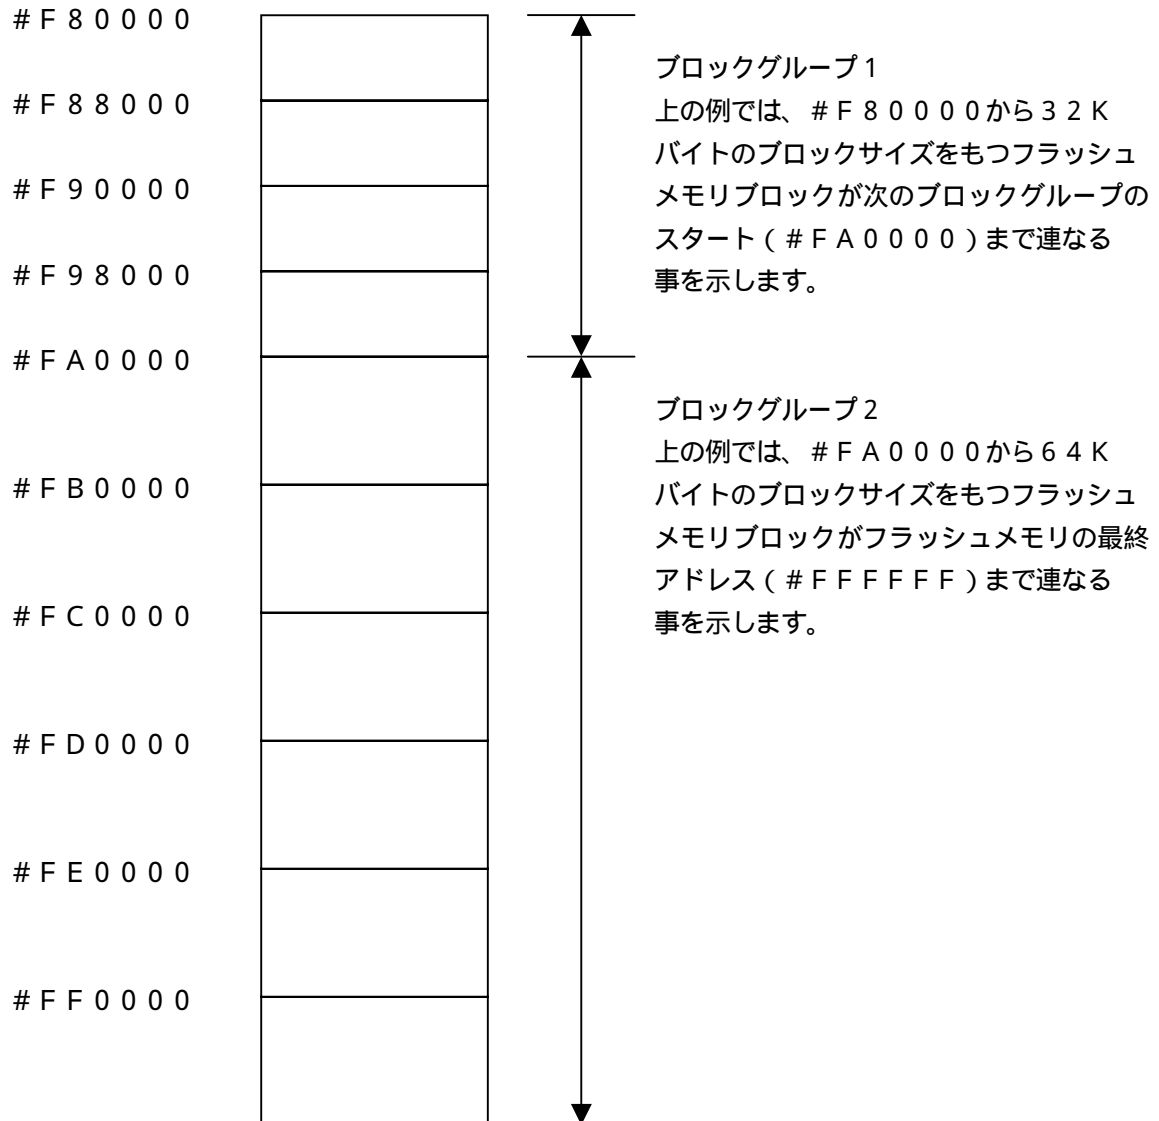 #F80000
#F88000
#F90000
#F98000
#FA0000
#FB0000
#FC0000
#FD0000
#FE0000
#FF0000
ブロックグループ1
上の例では、#F80000から32K
バイトのブロックサイズをもつフラッシュ
メモリブロックが次のブロックグループの
スタート(#FA0000)まで連なる
事を示します。
ブロックグループ2
上の例では、#FA0000から64K
バイトのブロックサイズをもつフラッシュ
メモリブロックがフラッシュメモリの最終
アドレス(#FFFFFF)まで連なる
事を示します。